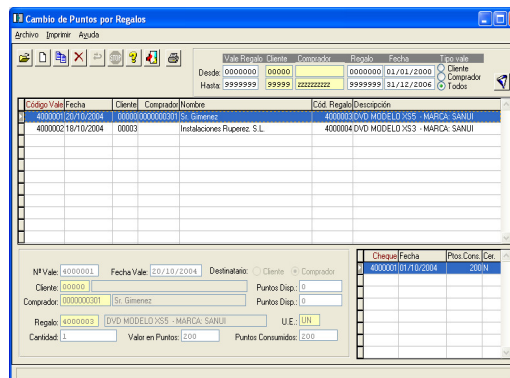 Cambio de Puntos por Regalos
Archivo Imprimir Ayuda
Vale Regalo Cliente Comprador Regalo Fecha Tipo vale
Desde: 0000000 00000 0000000 01/01/2000 Cliente
Comprador
Hasta: 9999999 99999 zzzzzzzzzz 9999999 31/12/2006 Todos
Código Vale Fecha Cliente Comprador Nombre Cód. Regalo Descripción
4000001 20/10/2004 00000 0000000301 Sr. Gimenez 4000003 DVD MODELO XS5 - MARCA: SANUI
4000002 18/10/2004 00003 Instalaciones Ruperez. S.L. 4000004 DVD MODELO XS3 - MARCA: SANUI
Nº Vale: 4000001 Fecha Vale: 20/10/2004 Destinatario: Cliente Comprador
Cliente: 00000 Puntos Disp.: 0
Comprador: 0000000301 Sr. Gimenez Puntos Disp.: 0
Regalo: 4000003 DVD MODELO XS5 - MARCA: SANUI U.E.: UN
Cantidad: 1 Valor en Puntos: 200 Puntos Consumidos: 200
Cheque Fecha Ptos.Cons. Cer.
4000001 01/10/2004 200 N